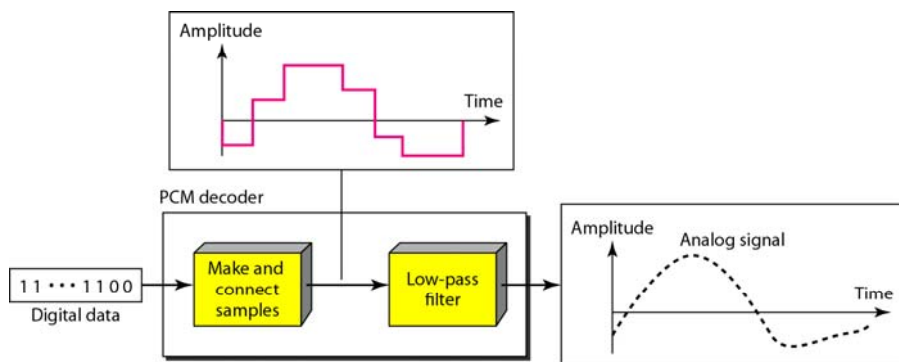 Amplitude
Time
PCM decoder
Make and
connect
samples
Low-pass
filter
11 ··· 1100
Digital data
Amplitude
Analog signal
Time